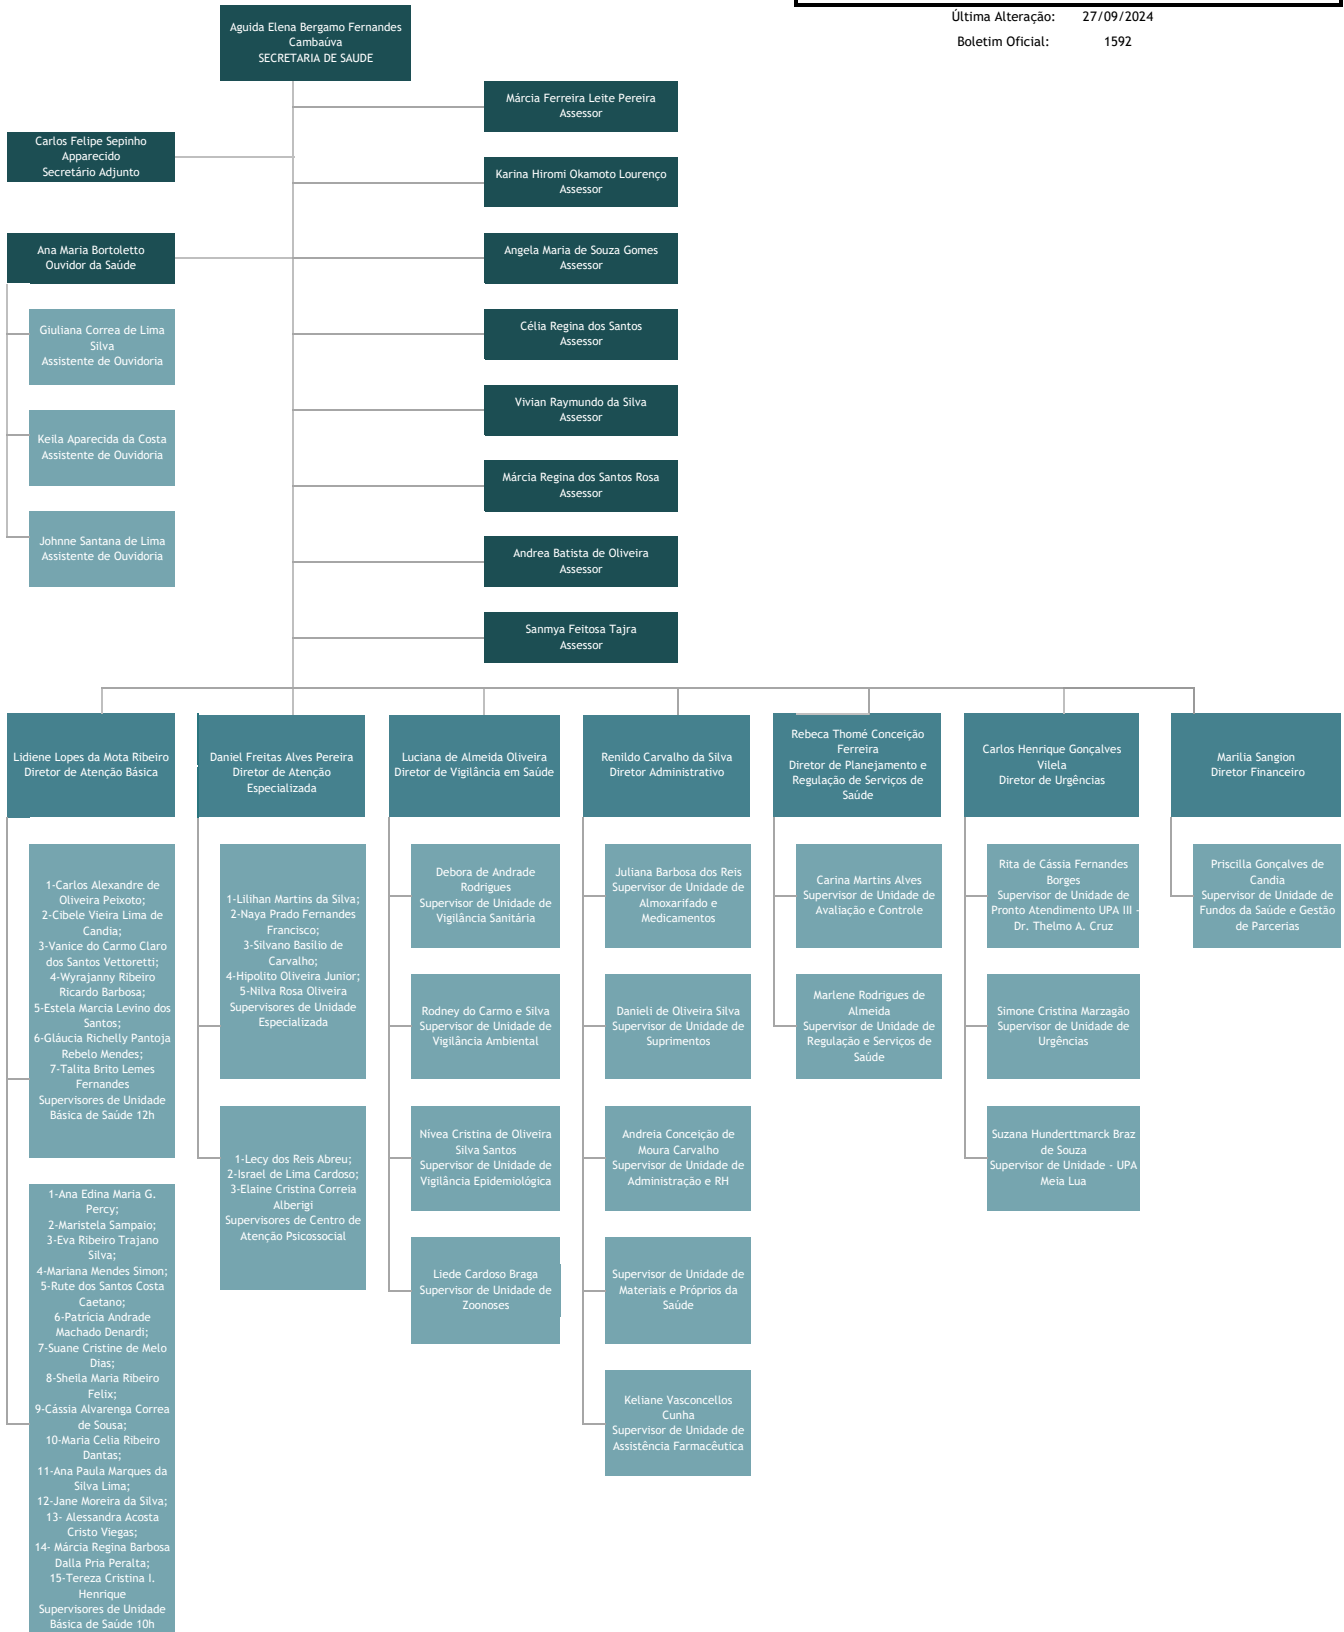 Última Alteração: 27/09/2024
Boletim Oficial: 1592
Aguida Elena Bergamo Fernandes
Cambaúva
SECRETARIA DE SAUDE
Márcia Ferreira Leite Pereira
Assessor
Carlos Felipe Sepinho
Apparecido
Secretário Adjunto
Karina Hiromi Okamoto Lourenço
Assessor
Ana Maria Bortoletto
Ouvidor da Saúde
Angela Maria de Souza Gomes
Assessor
Giuliana Correa de Lima
Silva
Assistente de Ouvidoria
Célia Regina dos Santos
Assessor
Keila Aparecida da Costa
Assistente de Ouvidoria
Vivian Raymundo da Silva
Assessor
Márcia Regina dos Santos Rosa
Assessor
Johnne Santana de Lima
Assistente de Ouvidoria
Andrea Batista de Oliveira
Assessor
Sanmya Feitosa Tajra
Assessor
Lidiene Lopes da Mota Ribeiro
Diretor de Atenção Básica
Daniel Freitas Alves Pereira
Diretor de Atenção
Especializada
Luciana de Almeida Oliveira
Diretor de Vigilância em Saúde
Renildo Carvalho da Silva
Diretor Administrativo
Rebeca Thomé Conceição
Ferreira
Diretor de Planejamento e
Regulação de Serviços de
Saúde
Carlos Henrique Gonçalves
Vilela
Diretor de Urgências
Marilia Sangion
Diretor Financeiro
1-Carlos Alexandre de
Oliveira Peixoto;
2-Cibele Vieira Lima de
Candia;
3-Vanice do Carmo Claro
dos Santos Vettoretti;
4-Wyrajanny Ribeiro
Ricardo Barbosa;
5-Estela Marcia Levino dos
Santos;
6-Gláucia Richelly Pantoja
Rebelo Mendes;
7-Talita Brito Lemes
Fernandes
Supervisores de Unidade
Básica de Saúde 12h
1-Ana Edina Maria G.
Percy;
2-Maristela Sampaio;
3-Eva Ribeiro Trajano
Silva;
4-Mariana Mendes Simon;
5-Rute dos Santos Costa
Caetano;
6-Patrícia Andrade
Machado Denardi;
7-Suane Cristine de Melo
Dias;
8-Sheila Maria Ribeiro
Felix;
9-Cássia Alvarenga Correa
de Sousa;
10-Maria Celia Ribeiro
Dantas;
11-Ana Paula Marques da
Silva Lima;
12-Jane Moreira da Silva;
13- Alessandra Acosta
Cristo Viegas;
14- Márcia Regina Barbosa
Dalla Pria Peralta;
15-Tereza Cristina I.
Henrique
Supervisores de Unidade
Básica de Saúde 10h
1-Lilihan Martins da Silva;
2-Naya Prado Fernandes
Francisco;
3-Silvano Basílio de
Carvalho;
4-Hipolito Oliveira Junior;
5-Nilva Rosa Oliveira
Supervisores de Unidade
Especializada
1-Lecy dos Reis Abreu;
2-Israel de Lima Cardoso;
3-Elaine Cristina Correia
Alberigi
Supervisores de Centro de
Atenção Psicossocial
Debora de Andrade
Rodrigues
Supervisor de Unidade de
Vigilância Sanitária
Rodney do Carmo e Silva
Supervisor de Unidade de
Vigilância Ambiental
Nívea Cristina de Oliveira
Silva Santos
Supervisor de Unidade de
Vigilância Epidemiológica
Liede Cardoso Braga
Supervisor de Unidade de
Zoonoses
Juliana Barbosa dos Reis
Supervisor de Unidade de
Almoxarifado e
Medicamentos
Danieli de Oliveira Silva
Supervisor de Unidade de
Suprimentos
Andreia Conceição de
Moura Carvalho
Supervisor de Unidade de
Administração e RH
Supervisor de Unidade de
Materiais e Próprios da
Saúde
Keliane Vasconcellos
Cunha
Supervisor de Unidade de
Assistência Farmacêutica
Carina Martins Alves
Supervisor de Unidade de
Avaliação e Controle
Marlene Rodrigues de
Almeida
Supervisor de Unidade de
Regulação e Serviços de
Saúde
Rita de Cássia Fernandes
Borges
Supervisor de Unidade de
Pronto Atendimento UPA III -
Dr. Thelmo A. Cruz
Simone Cristina Marzagão
Supervisor de Unidade de
Urgências
Suzana Hunderttmarck Braz
de Souza
Supervisor de Unidade - UPA
Meia Lua
Priscilla Gonçalves de
Candia
Supervisor de Unidade de
Fundos da Saúde e Gestão
de Parcerias